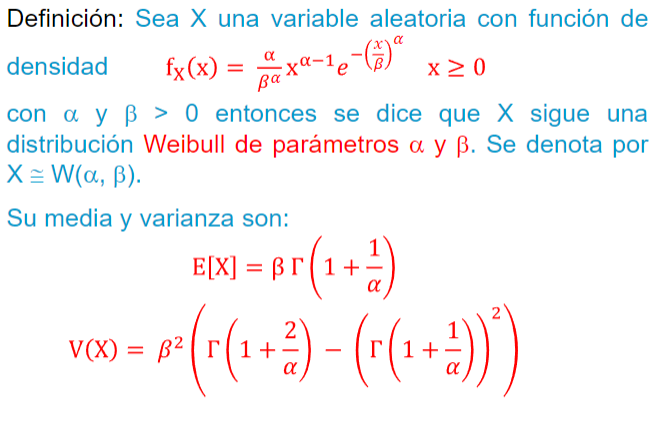 Definición: Sea X una variable aleatoria con función de
densidad f_X(x) = α/β^α x^(α−1) e^(−(x/β)^α) x ≥ 0
con α y β > 0 entonces se dice que X sigue una
distribución Weibull de parámetros α y β. Se denota por
X ≅ W(α, β).
Su media y varianza son:
E[X] = β Γ(1 + 1/α)
V(X) = β²(Γ(1 + 2/α) − (Γ(1 + 1/α))²)